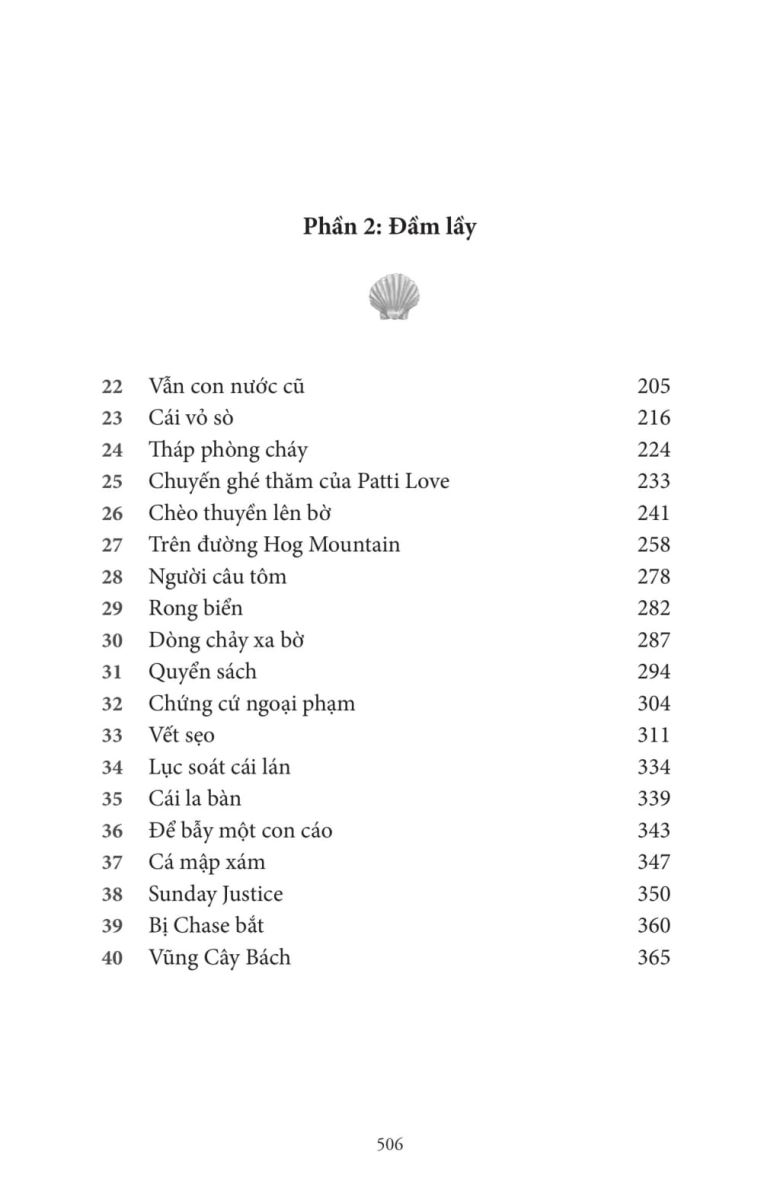 Phần 2: Đầm lầy
22 Vẫn con nước cũ 205
23 Cái vỏ sò 216
24 Tháp phòng cháy 224
25 Chuyến ghé thăm của Patti Love 233
26 Chèo thuyền lên bờ 241
27 Trên đường Hog Mountain 258
28 Người câu tôm 278
29 Rong biển 282
30 Dòng chảy xa bờ 287
31 Quyển sách 294
32 Chứng cứ ngoại phạm 304
33 Vết sẹo 311
34 Lục soát cái lán 334
35 Cái la bàn 339
36 Để bẫy một con cáo 343
37 Cá mập xám 347
38 Sunday Justice 350
39 Bị Chase bắt 360
40 Vũng Cây Bách 365
506